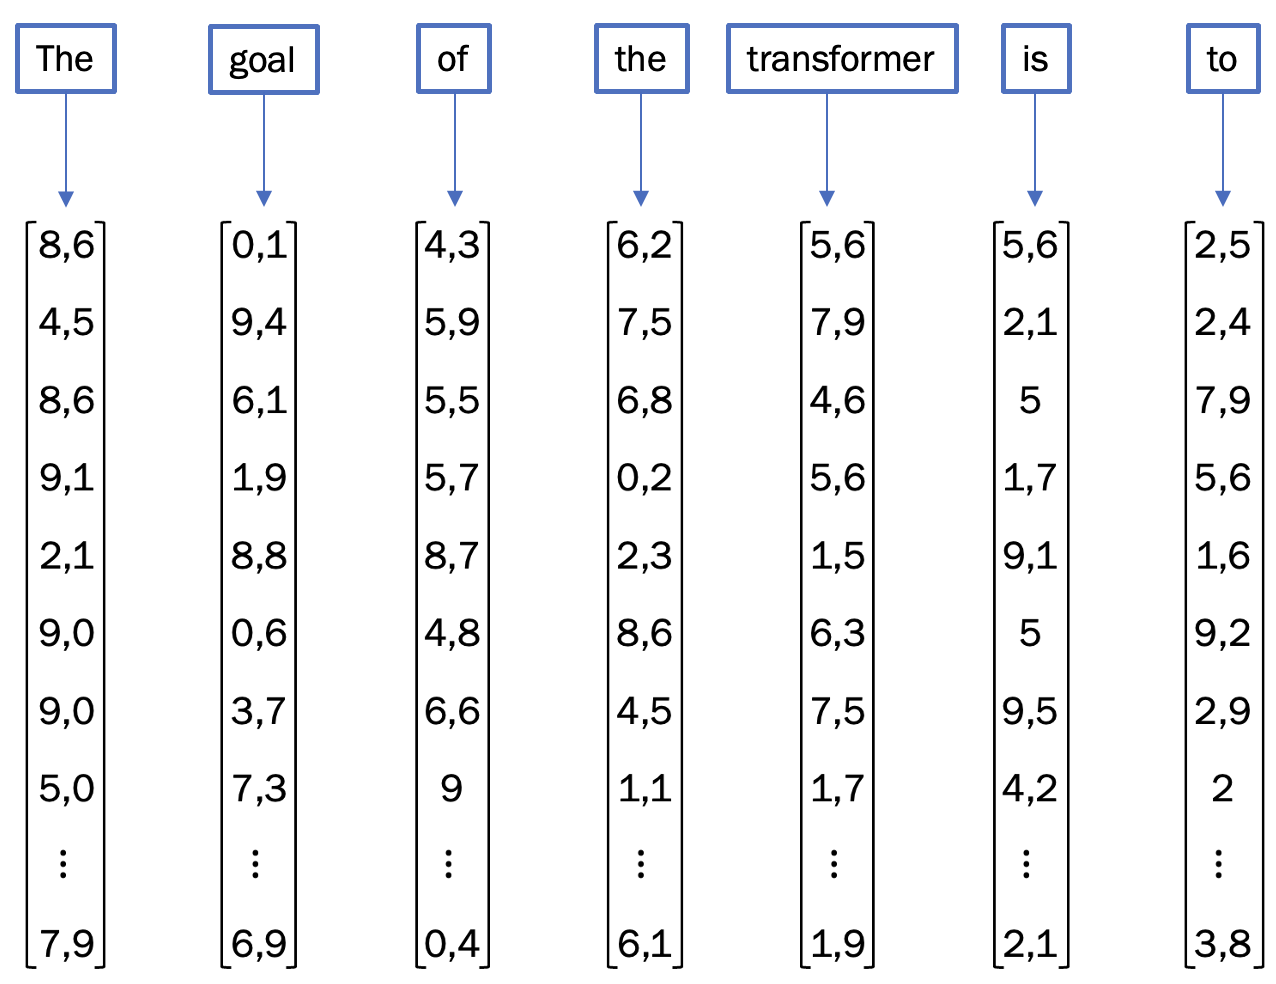 The goal of the transformer is to
8,6 0,1 4,3 6,2 5,6 5,6 2,5
4,5 9,4 5,9 7,5 7,9 2,1 2,4
8,6 6,1 5,5 6,8 4,6 5 7,9
9,1 1,9 5,7 0,2 5,6 1,7 5,6
2,1 8,8 8,7 2,3 1,5 9,1 1,6
9,0 0,6 4,8 8,6 6,3 5 9,2
9,0 3,7 6,6 4,5 7,5 9,5 2,9
5,0 7,3 9 1,1 1,7 4,2 2
⋮ ⋮ ⋮ ⋮ ⋮ ⋮ ⋮
7,9 6,9 0,4 6,1 1,9 2,1 3,8